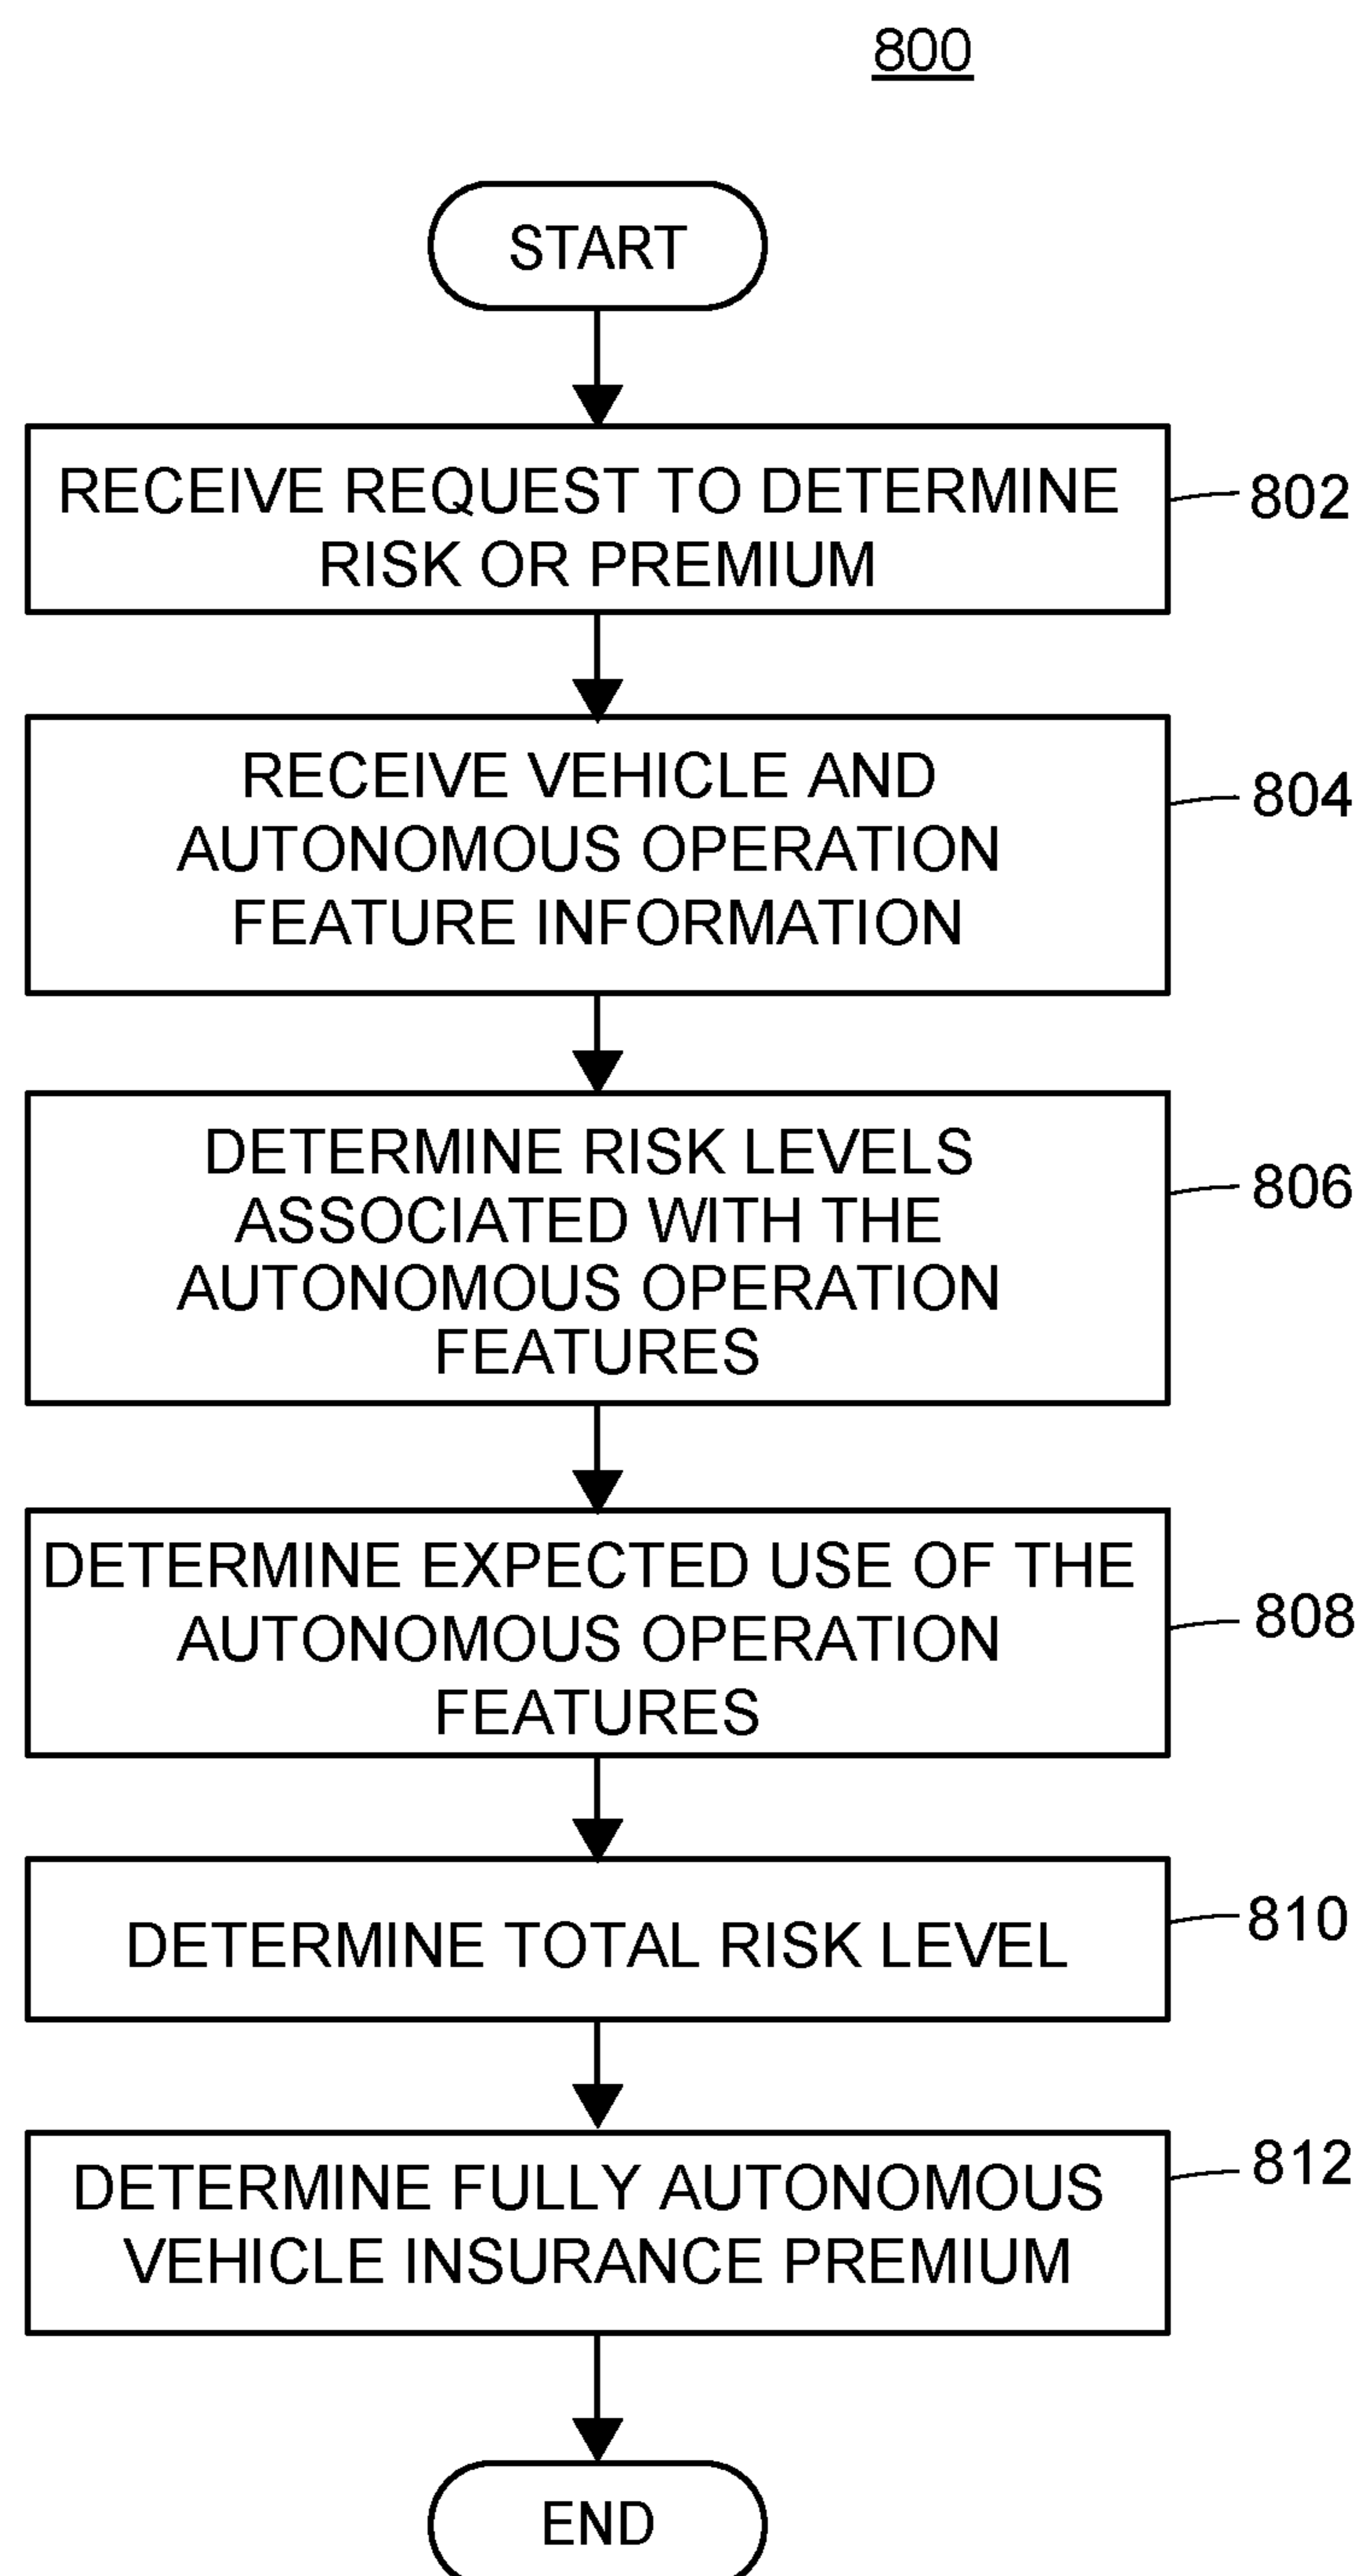 800
START
RECEIVE REQUEST TO DETERMINE
RISK OR PREMIUM
802
RECEIVE VEHICLE AND
AUTONOMOUS OPERATION
FEATURE INFORMATION
804
DETERMINE RISK LEVELS
ASSOCIATED WITH THE
AUTONOMOUS OPERATION
FEATURES
806
DETERMINE EXPECTED USE OF THE
AUTONOMOUS OPERATION
FEATURES
808
DETERMINE TOTAL RISK LEVEL
810
DETERMINE FULLY AUTONOMOUS
VEHICLE INSURANCE PREMIUM
812
END